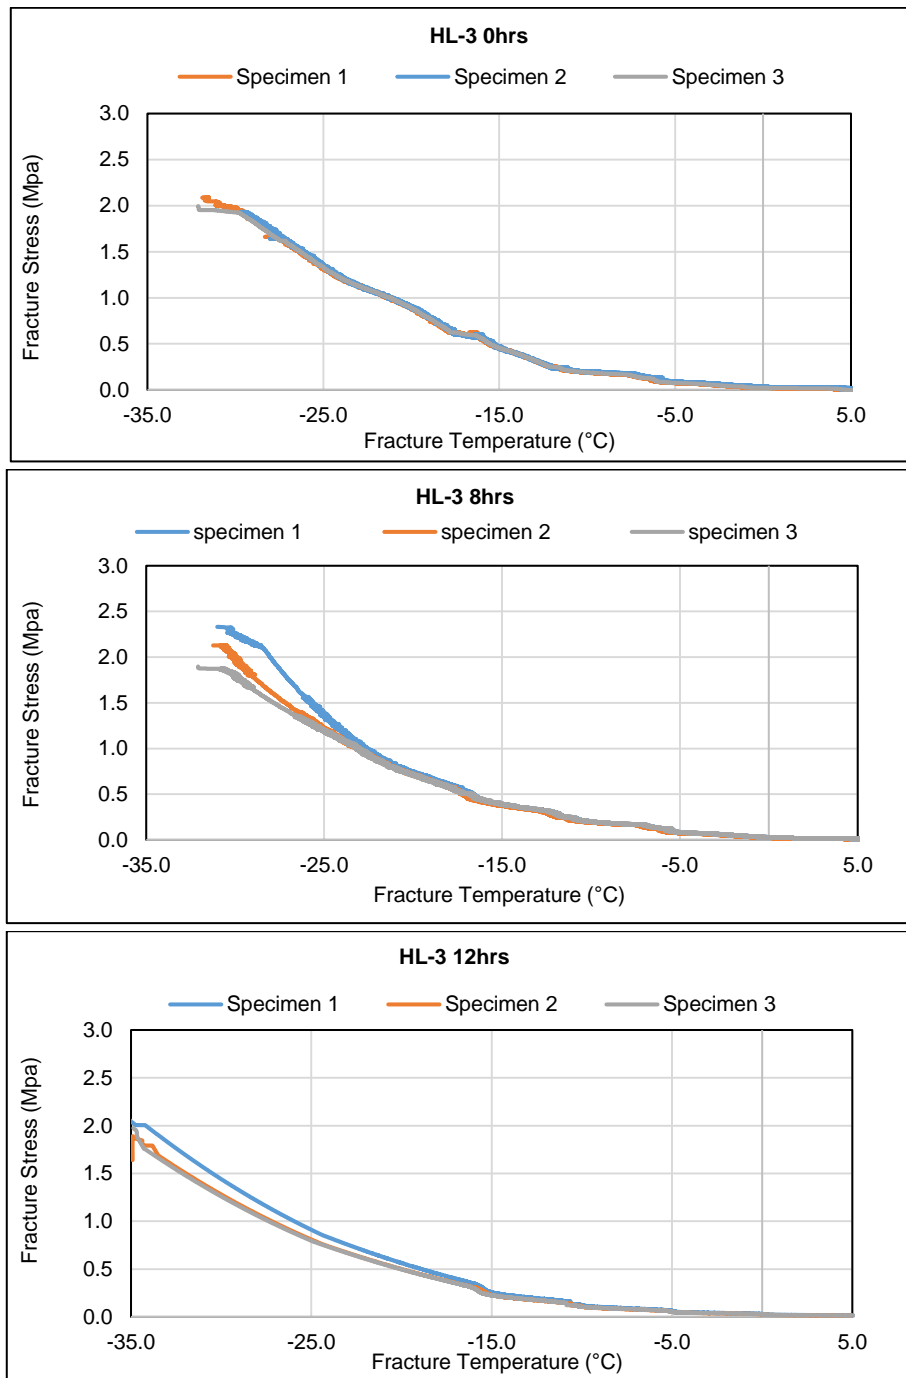 HL-3 0hrs
Specimen 1 Specimen 2 Specimen 3
Fracture Stress (Mpa)
3.0
2.5
2.0
1.5
1.0
0.5
0.0
-35.0 -25.0 -15.0 -5.0 5.0
Fracture Temperature (°C)
HL-3 8hrs
specimen 1 specimen 2 specimen 3
Fracture Stress (Mpa)
3.0
2.5
2.0
1.5
1.0
0.5
0.0
-35.0 -25.0 -15.0 -5.0 5.0
Fracture Temperature (°C)
HL-3 12hrs
Specimen 1 Specimen 2 Specimen 3
Fracture Stress (Mpa)
3.0
2.5
2.0
1.5
1.0
0.5
0.0
-35.0 -25.0 -15.0 -5.0 5.0
Fracture Temperature (°C)